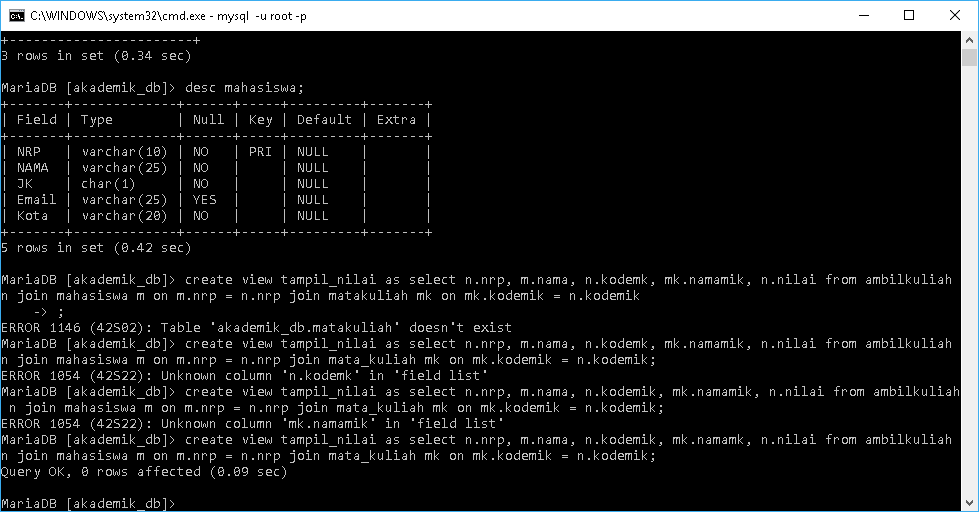 C:\WINDOWS\system32\cmd.exe - mysql -u root -p
+-----------------------+
3 rows in set (0.34 sec)
MariaDB [akademik_db]> desc mahasiswa;
+-------+-------------+------+-----+---------+-------+
| Field | Type        | Null | Key | Default | Extra |
+-------+-------------+------+-----+---------+-------+
| NRP   | varchar(10) | NO   | PRI | NULL    |       |
| NAMA  | varchar(25) | NO   |     | NULL    |       |
| JK    | char(1)     | NO   |     | NULL    |       |
| Email | varchar(25) | YES  |     | NULL    |       |
| Kota  | varchar(20) | NO   |     | NULL    |       |
+-------+-------------+------+-----+---------+-------+
5 rows in set (0.42 sec)
MariaDB [akademik_db]> create view tampil_nilai as select n.nrp, m.nama, n.kodemk, mk.namamik, n.nilai from ambilkuliah
n join mahasiswa m on m.nrp = n.nrp join matakuliah mk on mk.kodemik = n.kodemik
    -> ;
ERROR 1146 (42S02): Table 'akademik_db.matakuliah' doesn't exist
MariaDB [akademik_db]> create view tampil_nilai as select n.nrp, m.nama, n.kodemk, mk.namamik, n.nilai from ambilkuliah
n join mahasiswa m on m.nrp = n.nrp join mata_kuliah mk on mk.kodemik = n.kodemik;
ERROR 1054 (42S22): Unknown column 'n.kodemk' in 'field list'
MariaDB [akademik_db]> create view tampil_nilai as select n.nrp, m.nama, n.kodemik, mk.namamik, n.nilai from ambilkuliah
 n join mahasiswa m on m.nrp = n.nrp join mata_kuliah mk on mk.kodemik = n.kodemik;
ERROR 1054 (42S22): Unknown column 'mk.namamik' in 'field list'
MariaDB [akademik_db]> create view tampil_nilai as select n.nrp, m.nama, n.kodemik, mk.namamk, n.nilai from ambilkuliah
n join mahasiswa m on m.nrp = n.nrp join mata_kuliah mk on mk.kodemik = n.kodemik;
Query OK, 0 rows affected (0.09 sec)
MariaDB [akademik_db]>